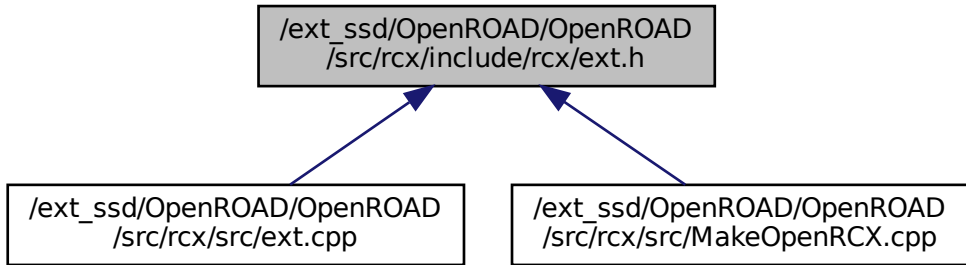 /ext_ssd/OpenROAD/OpenROAD
/src/rcx/include/rcx/ext.h
/ext_ssd/OpenROAD/OpenROAD
/src/rcx/src/ext.cpp
/ext_ssd/OpenROAD/OpenROAD
/src/rcx/src/MakeOpenRCX.cpp